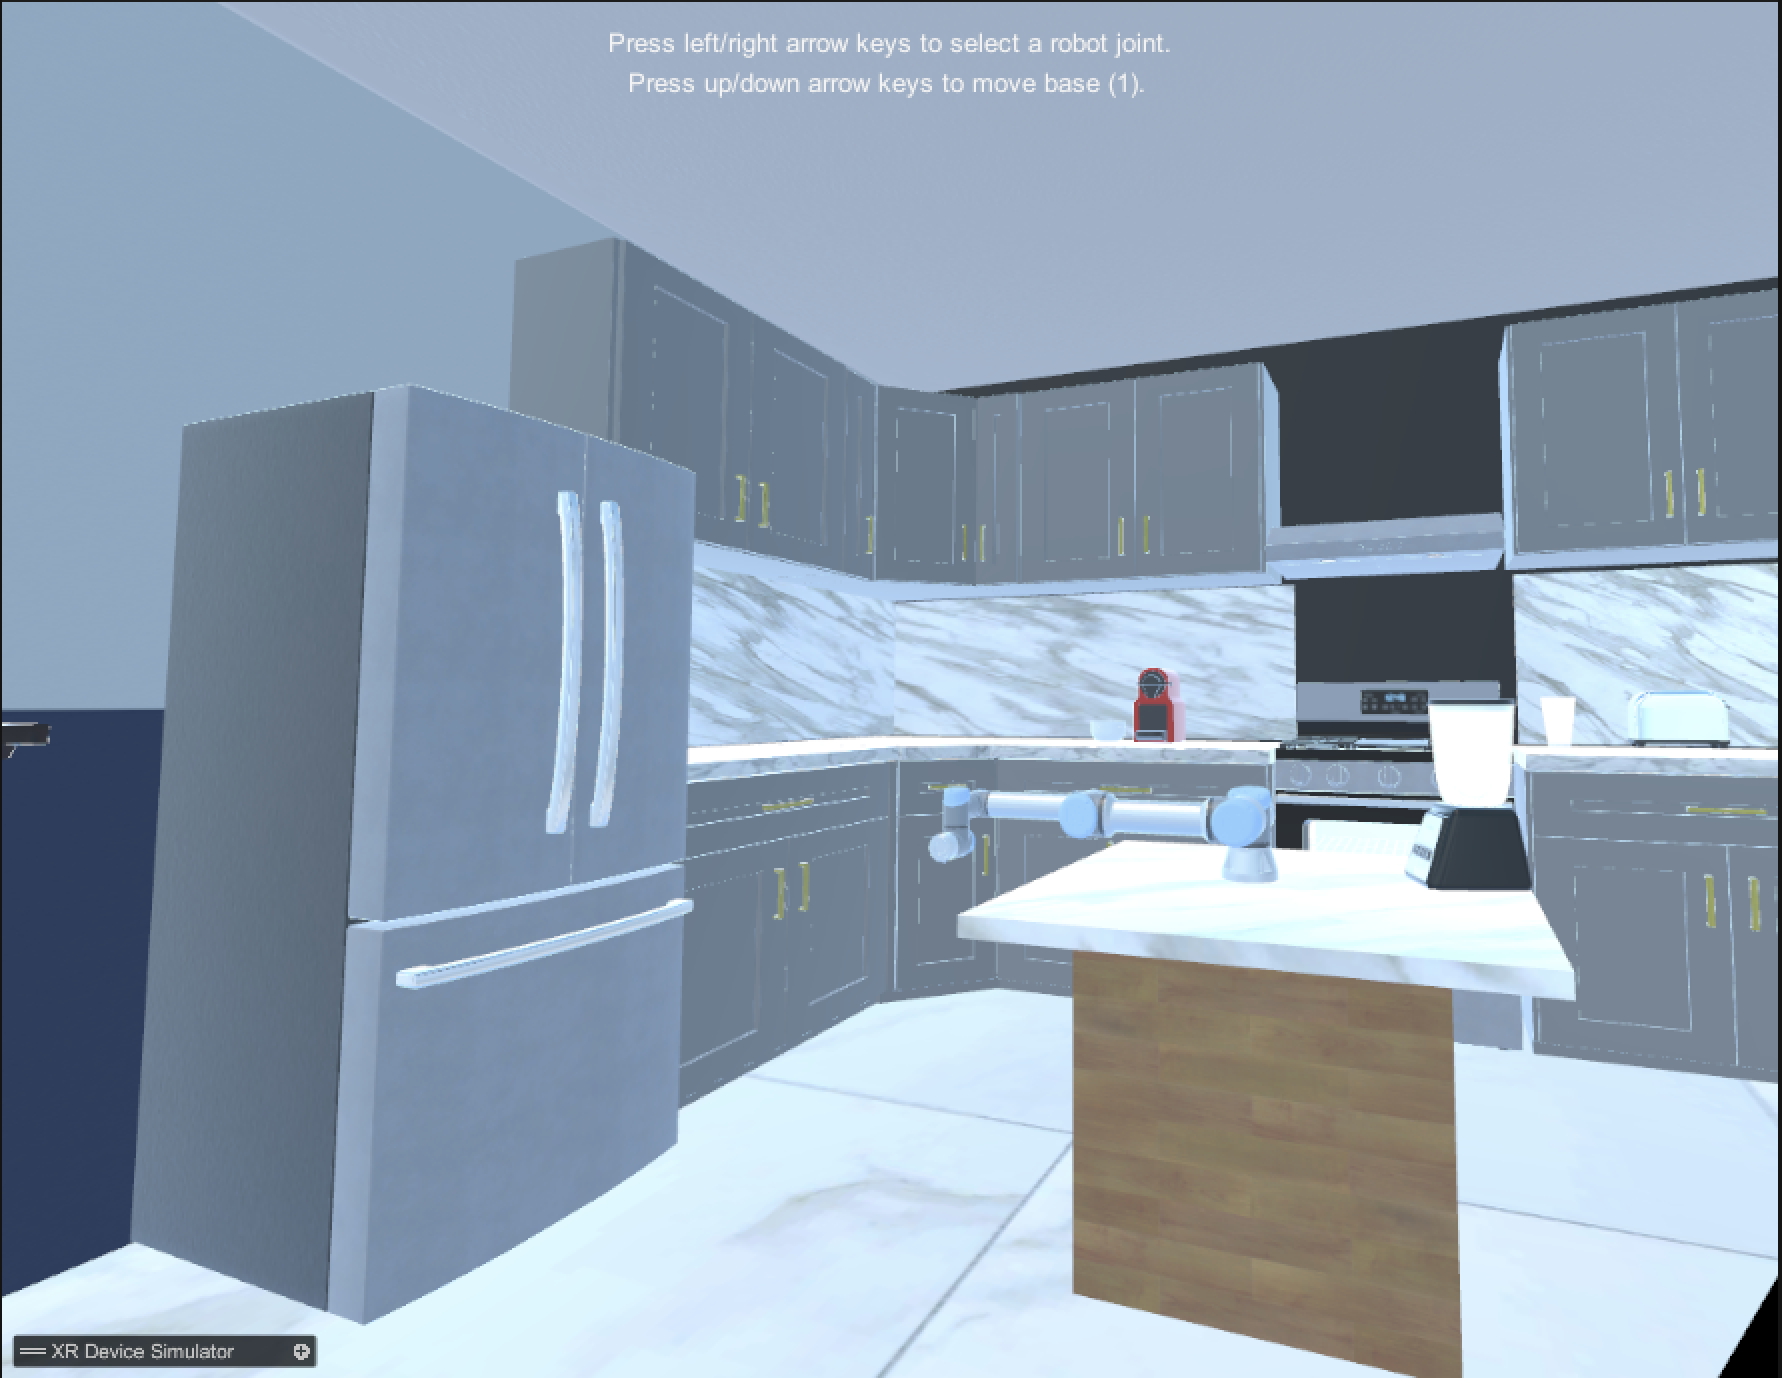 Press left/right arrow keys to select a robot joint.
Press up/down arrow keys to move base (1).
XR Device Simulator